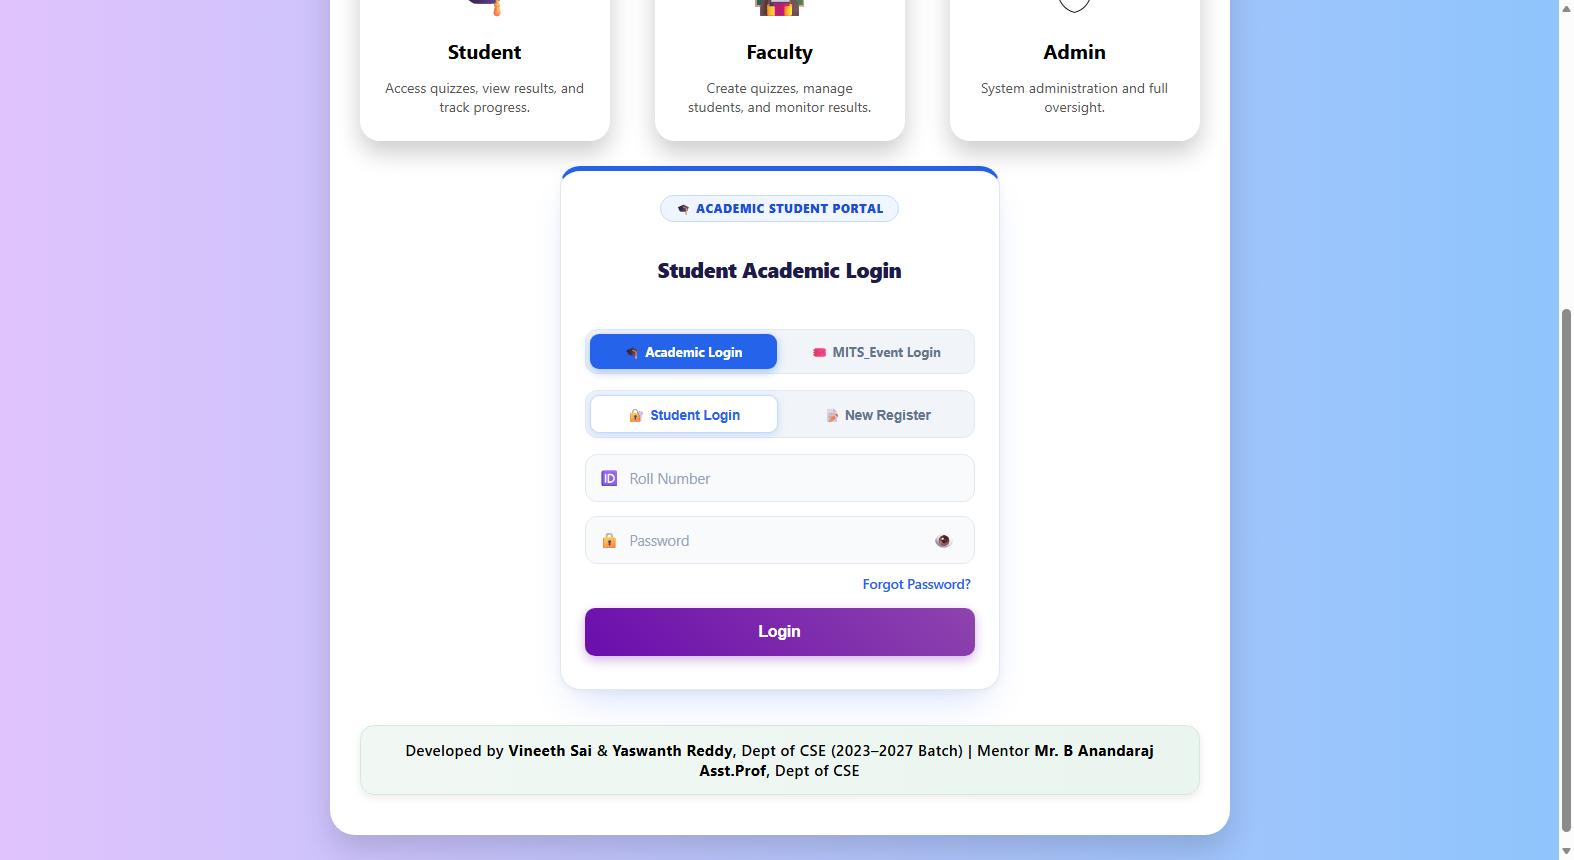 Student
Access quizzes, view results, and
track progress.
Faculty
Create quizzes, manage
students, and monitor results.
Admin
System administration and full
oversight.
ACADEMIC STUDENT PORTAL
Student Academic Login
Academic Login
MITS_Event Login
Student Login
New Register
ID
Roll Number
Password
Forgot Password?
Login
Developed by Vineeth Sai & Yaswanth Reddy, Dept of CSE (2023–2027 Batch) | Mentor Mr. B Anandaraj
Asst.Prof, Dept of CSE